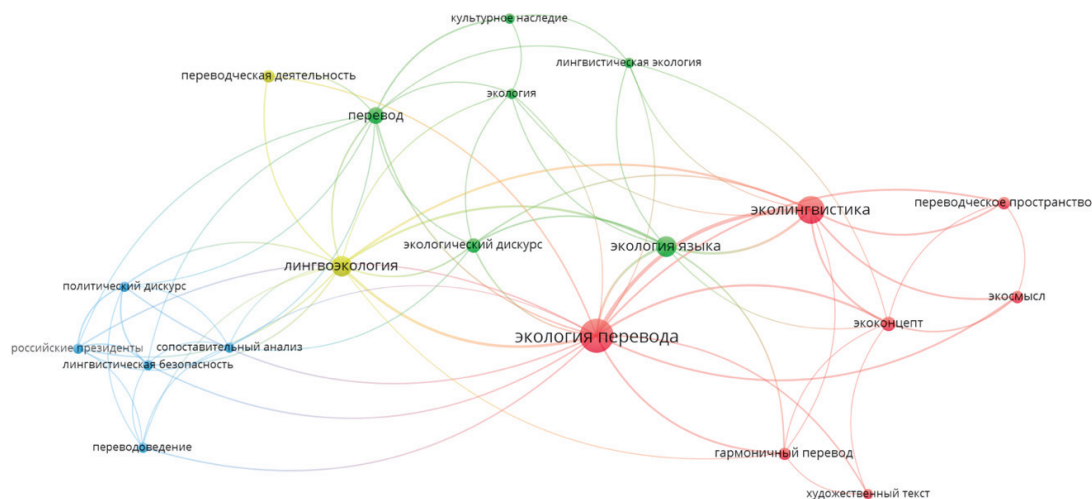 культурное наследие
лингвистическая экология
переводческая деятельность
экология
перевод
эколингвистика
переводческое пространство
экологический дискурс
экология языка
лингвоэкология
политический дискурс
экосмысл
экоконцепт
экология перевода
российские президенты
сопоставительный анализ
лингвистическая безопасность
переводоведение
гармоничный перевод
художественный текст